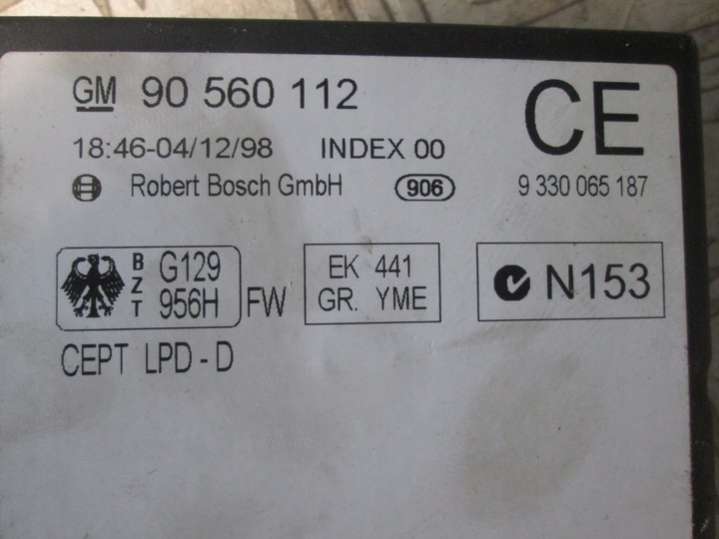 GM 90 560 112
CE
18:46-04/12/98 INDEX 00
Robert Bosch GmbH 906 9 330 065 187
BZT G129 956H FW
EK 441
GR. YME
N153
CEPT LPD - D